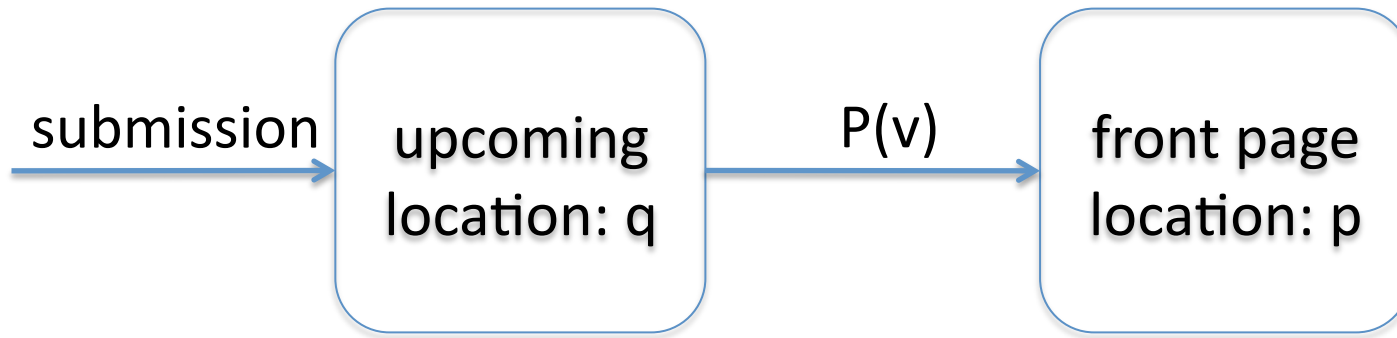 submission
upcoming
location: q
P(v)
front page
location: p